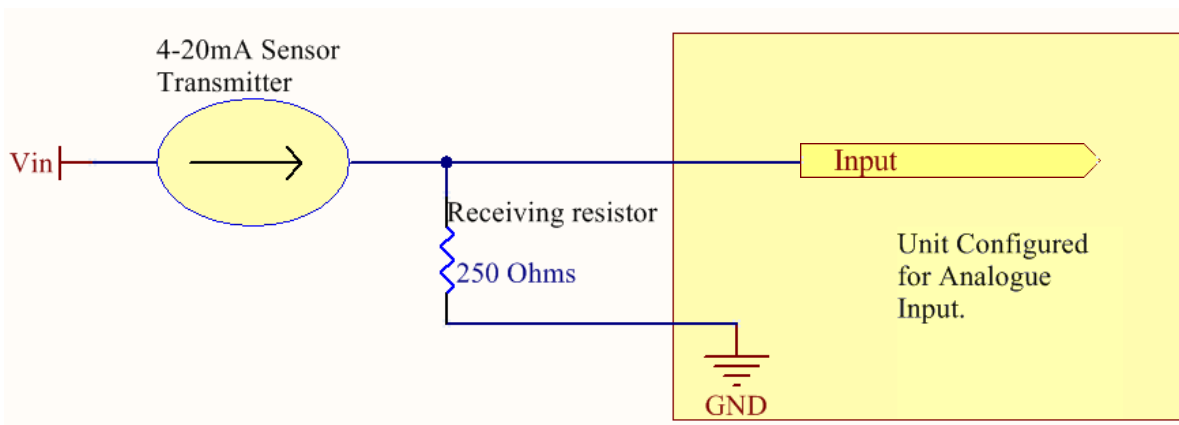 4-20mA Sensor
Transmitter
Vin
Input
Receiving resistor
250 Ohms
Unit Configured
for Analogue
Input.
GND